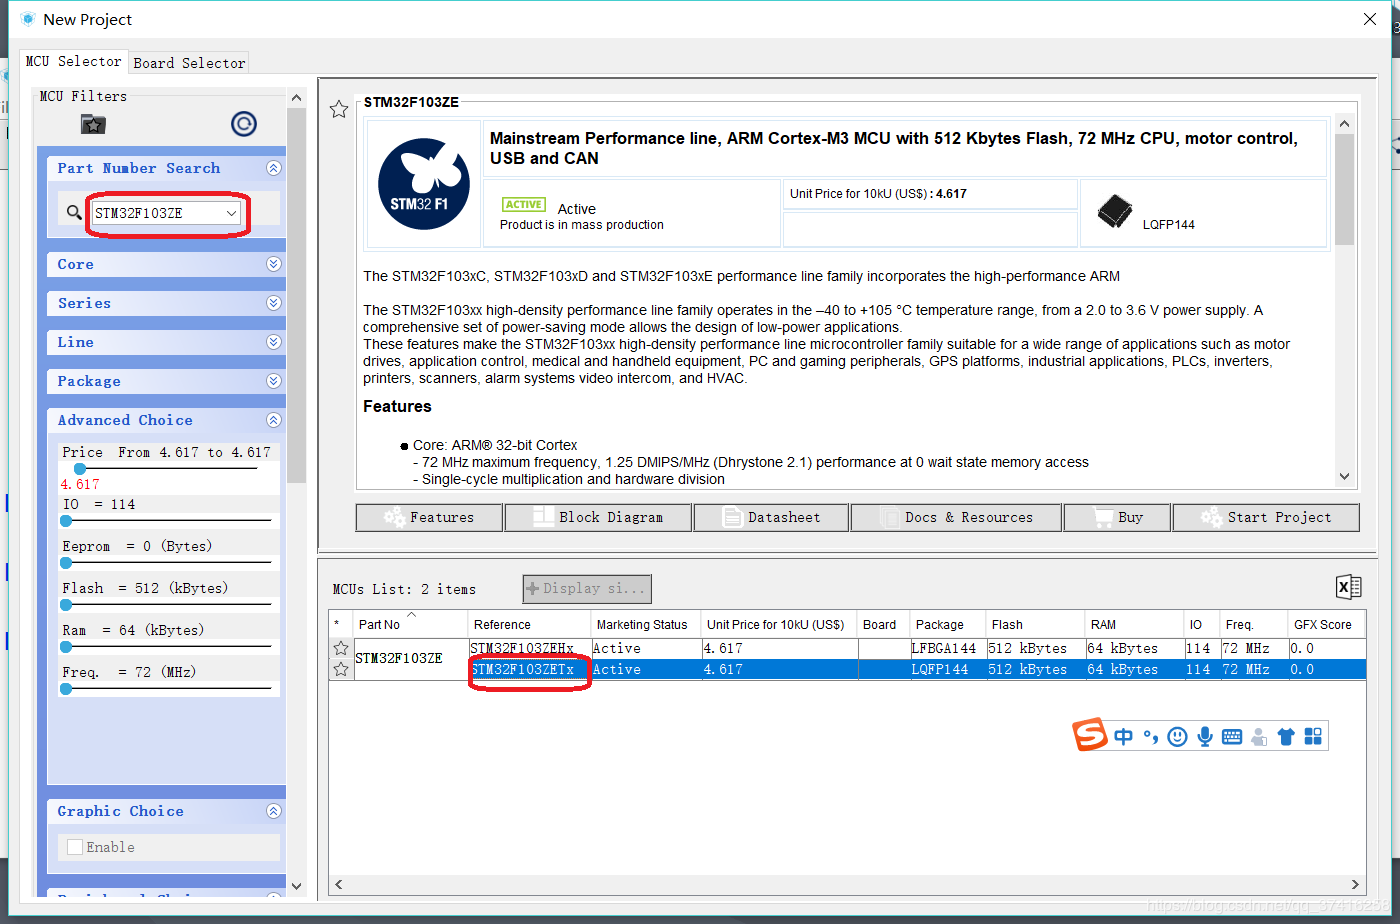 New Project
MCU Selector
Board Selector
MCU Filters
Part Number Search
STM32F103ZE
Core
Series
Line
Package
Advanced Choice
Price From 4.617 to 4.617
4.617
IO = 114
Eeprom = 0 (Bytes)
Flash = 512 (kBytes)
Ram = 64 (kBytes)
Freq. = 72 (MHz)
Graphic Choice
Enable
STM32F103ZE
STM32 F1
Mainstream Performance line, ARM Cortex-M3 MCU with 512 Kbytes Flash, 72 MHz CPU, motor control,
USB and CAN
ACTIVE Active
Product is in mass production
Unit Price for 10kU (US$) : 4.617
LQFP144
The STM32F103xC, STM32F103xD and STM32F103xE performance line family incorporates the high-performance ARM
The STM32F103xx high-density performance line family operates in the –40 to +105 °C temperature range, from a 2.0 to 3.6 V power supply. A
comprehensive set of power-saving mode allows the design of low-power applications.
These features make the STM32F103xx high-density performance line microcontroller family suitable for a wide range of applications such as motor
drives, application control, medical and handheld equipment, PC and gaming peripherals, GPS platforms, industrial applications, PLCs, inverters,
printers, scanners, alarm systems video intercom, and HVAC.
Features
● Core: ARM® 32-bit Cortex
- 72 MHz maximum frequency, 1.25 DMIPS/MHz (Dhrystone 2.1) performance at 0 wait state memory access
- Single-cycle multiplication and hardware division
Features
Block Diagram
Datasheet
Docs & Resources
Buy
Start Project
MCUs List: 2 items
Display si...
* Part No Reference Marketing Status Unit Price for 10kU (US$) Board Package Flash RAM IO Freq. GFX Score
STM32F103ZE
STM32F103ZEHx Active 4.617 LFBGA144 512 kBytes 64 kBytes 114 72 MHz 0.0
STM32F103ZETx Active 4.617 LQFP144 512 kBytes 64 kBytes 114 72 MHz 0.0
中